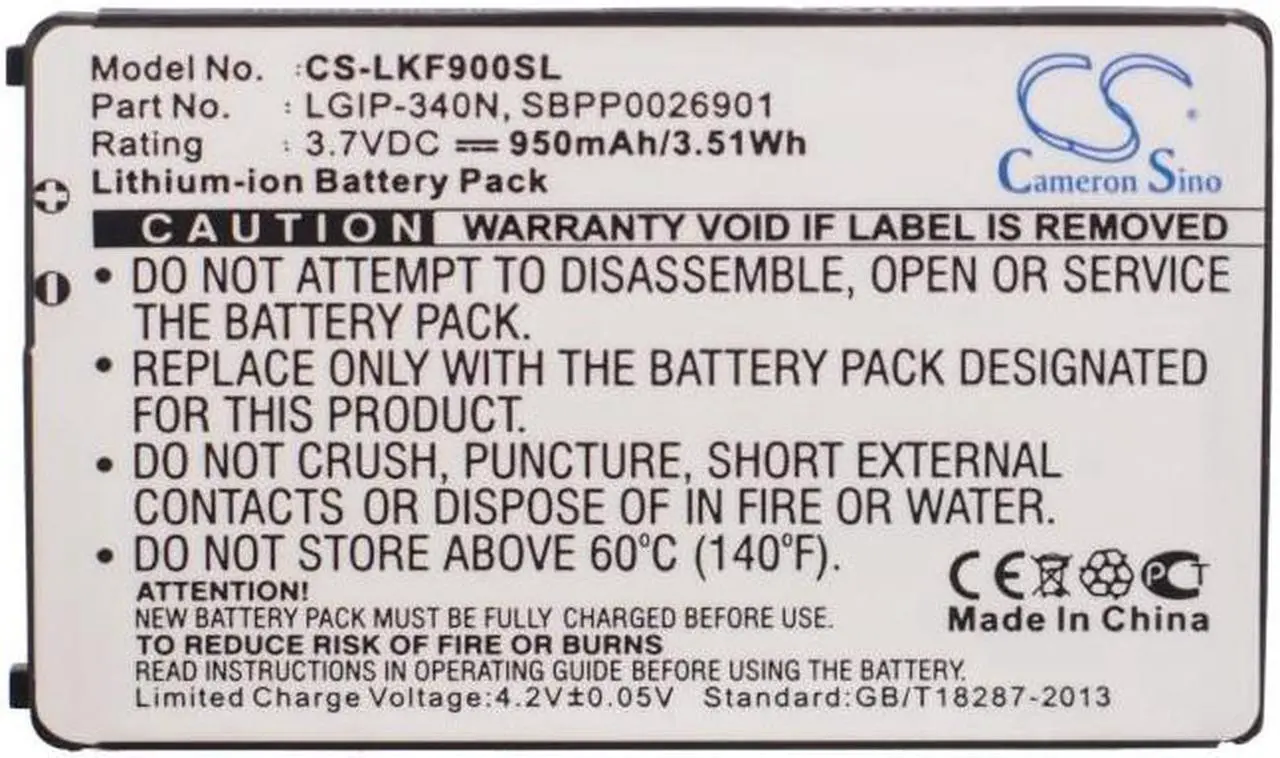 Model No. : CS-LKF900SL
Part No. : LGIP-340N, SBPP0026901
Rating : 3.7VDC ⎓ 950mAh/3.51Wh
Lithium-ion Battery Pack
CS
Cameron Sino
CAUTION WARRANTY VOID IF LABEL IS REMOVED
• DO NOT ATTEMPT TO DISASSEMBLE, OPEN OR SERVICE
THE BATTERY PACK.
• REPLACE ONLY WITH THE BATTERY PACK DESIGNATED
FOR THIS PRODUCT.
• DO NOT CRUSH, PUNCTURE, SHORT EXTERNAL
CONTACTS OR DISPOSE OF IN FIRE OR WATER.
• DO NOT STORE ABOVE 60ºC (140ºF).
ATTENTION!
NEW BATTERY PACK MUST BE FULLY CHARGED BEFORE USE.
TO REDUCE RISK OF FIRE OR BURNS
READ INSTRUCTIONS IN OPERATING GUIDE BEFORE USING THE BATTERY.
Limited Charge Voltage:4.2V±0.05V Standard:GB/T18287-2013
CE PCT
Made In China